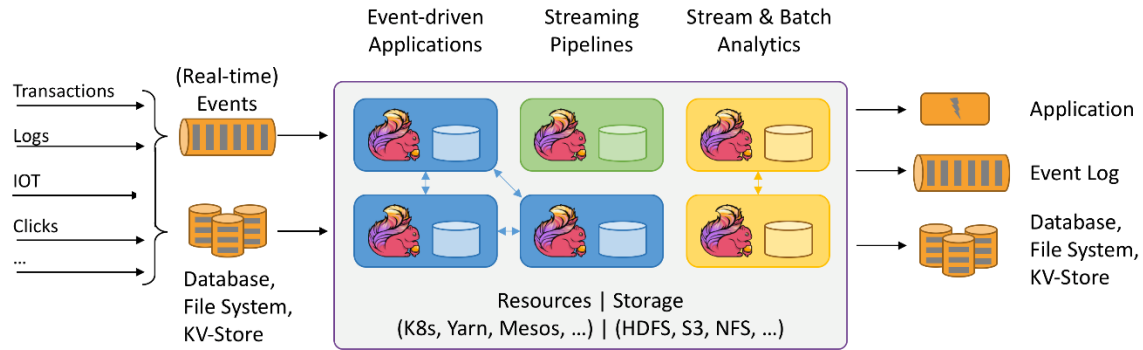 Event-driven
Applications
Streaming
Pipelines
Stream & Batch
Analytics
Transactions
Logs
IOT
Clicks
...
(Real-time)
Events
Database,
File System,
KV-Store
Resources | Storage
(K8s, Yarn, Mesos, ...) | (HDFS, S3, NFS, ...)
Application
Event Log
Database,
File System,
KV-Store